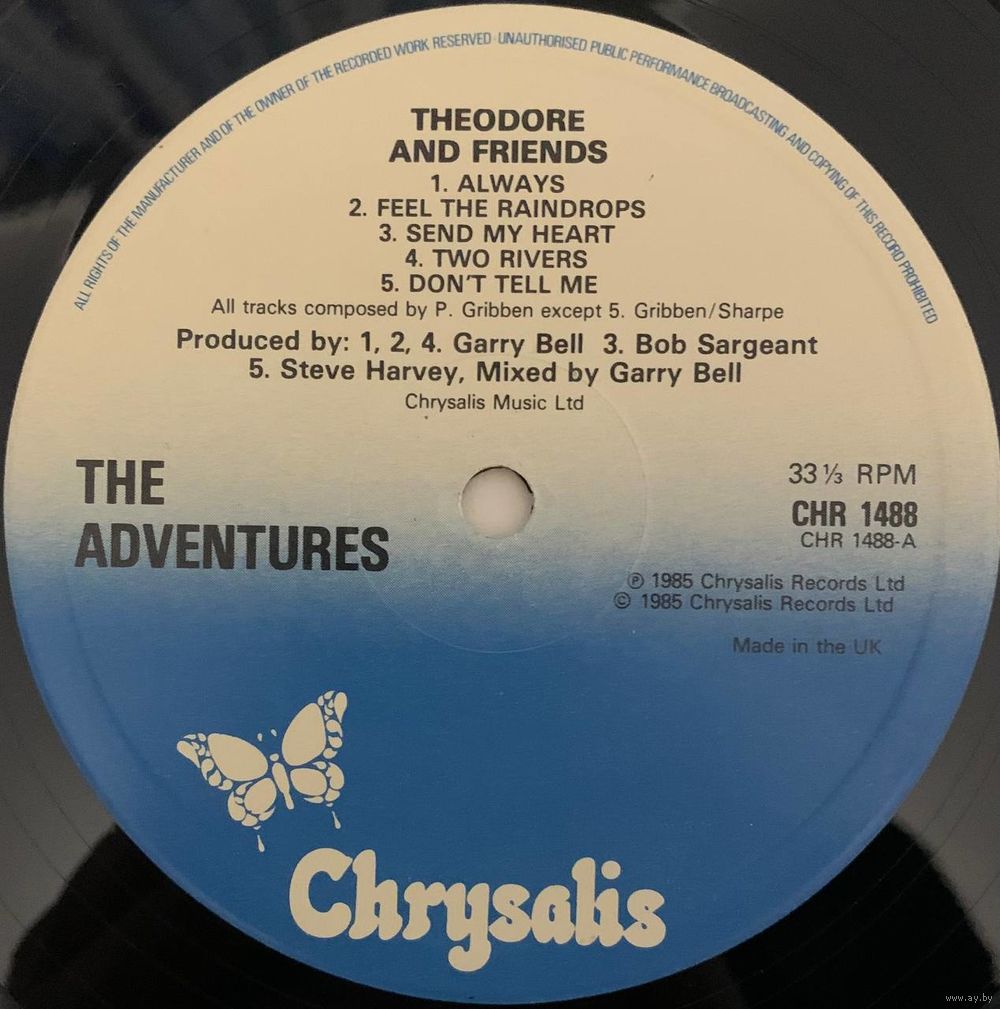 ALL RIGHTS OF THE MANUFACTURER AND OF THE OWNER OF THE RECORDED WORK RESERVED · UNAUTHORISED PUBLIC PERFORMANCE BROADCASTING AND COPYING OF THIS RECORD PROHIBITED
THEODORE
AND FRIENDS
1. ALWAYS
2. FEEL THE RAINDROPS
3. SEND MY HEART
4. TWO RIVERS
5. DON'T TELL ME
All tracks composed by P. Gribben except 5. Gribben/Sharpe
Produced by: 1, 2, 4. Garry Bell 3. Bob Sargeant
5. Steve Harvey, Mixed by Garry Bell
Chrysalis Music Ltd
THE
ADVENTURES
33⅓ RPM
CHR 1488
CHR 1488-A
℗ 1985 Chrysalis Records Ltd
© 1985 Chrysalis Records Ltd
Made in the UK
Chrysalis
www.ay.by